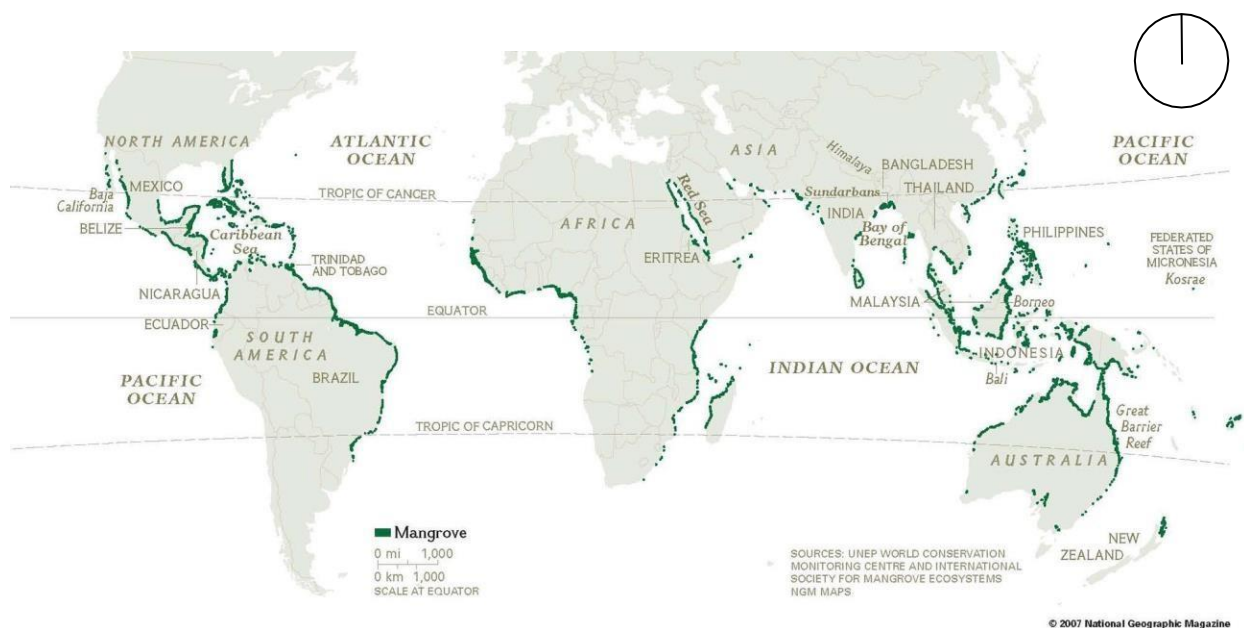 NORTH AMERICA
ATLANTIC
OCEAN
ASIA
Himalaya
PACIFIC
OCEAN
BANGLADESH
Baja
California
MEXICO
TROPIC OF CANCER
Red Sea
Sundarbans
THAILAND
BELIZE
Caribbean
Sea
AFRICA
INDIA
Bay of
Bengal
PHILIPPINES
FEDERATED
STATES OF
MICRONESIA
Kosrae
TRINIDAD
AND TOBAGO
ERITREA
NICARAGUA
MALAYSIA
Borneo
ECUADOR
EQUATOR
SOUTH
AMERICA
BRAZIL
INDONESIA
Bali
PACIFIC
OCEAN
INDIAN OCEAN
TROPIC OF CAPRICORN
Great
Barrier
Reef
AUSTRALIA
Mangrove
0 mi 1,000
0 km 1,000
SCALE AT EQUATOR
NEW
ZEALAND
SOURCES: UNEP WORLD CONSERVATION
MONITORING CENTRE AND INTERNATIONAL
SOCIETY FOR MANGROVE ECOSYSTEMS
NGM MAPS
© 2007 National Geographic Magazine